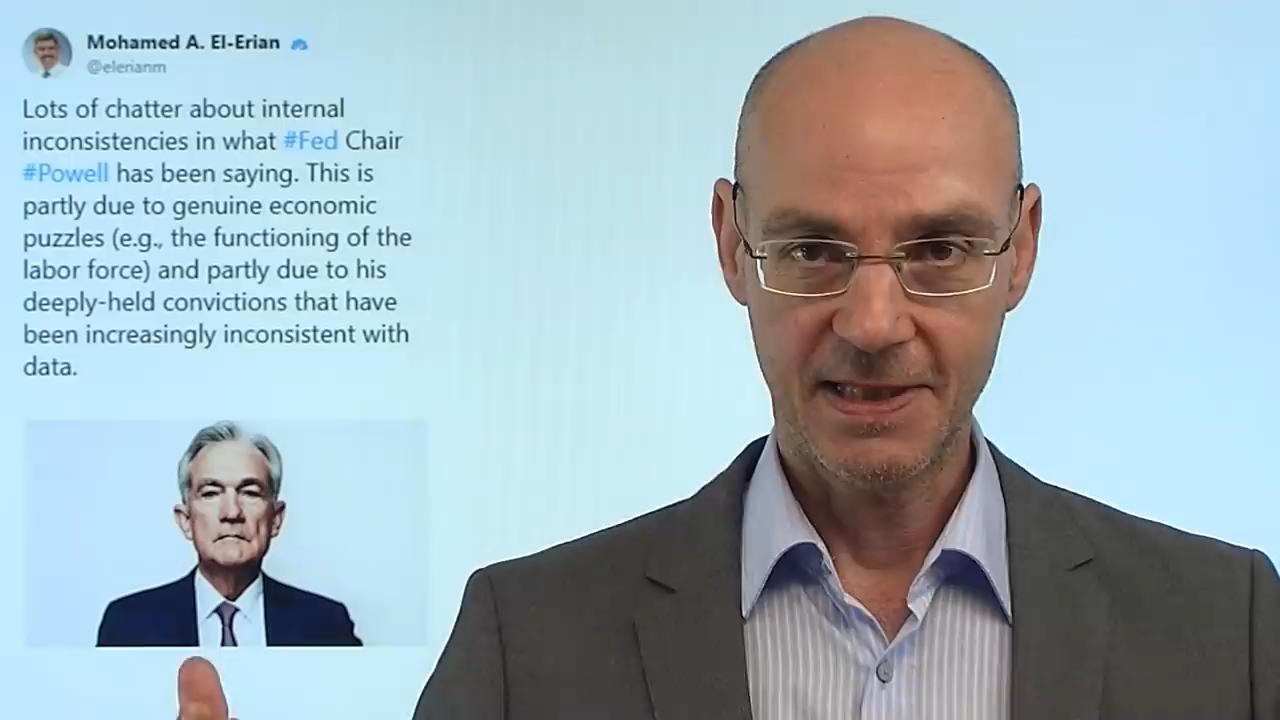 Mohamed A. El-Erian
@elerianm
Lots of chatter about internal
inconsistencies in what #Fed Chair
#Powell has been saying. This is
partly due to genuine economic
puzzles (e.g., the functioning of the
labor force) and partly due to his
deeply-held convictions that have
been increasingly inconsistent with
data.